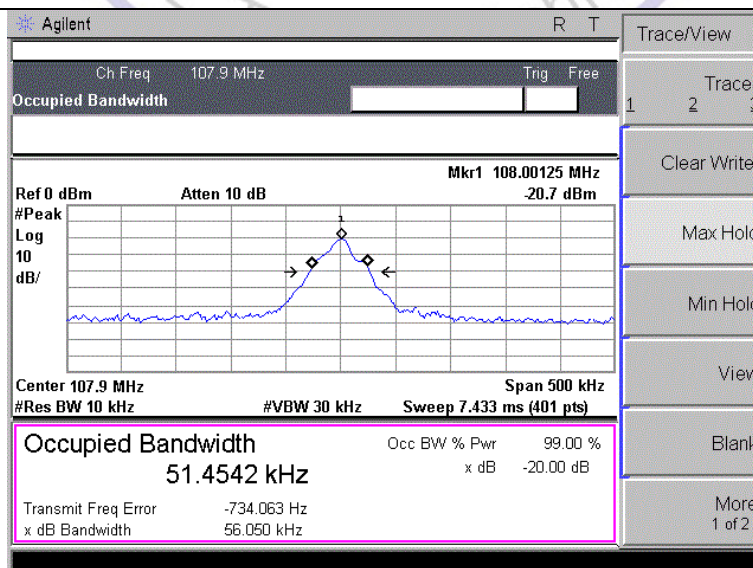 Agilent R T
Ch Freq 107.9 MHz Trig Free
Occupied Bandwidth
Mkr1 108.00125 MHz
Ref 0 dBm Atten 10 dB -20.7 dBm
#Peak
Log
10
dB/
1
Center 107.9 MHz Span 500 kHz
#Res BW 10 kHz #VBW 30 kHz Sweep 7.433 ms (401 pts)
Occupied Bandwidth Occ BW % Pwr 99.00 %
51.4542 kHz x dB -20.00 dB
Transmit Freq Error -734.063 Hz
x dB Bandwidth 56.050 kHz
Trace/View
Trace
1 2
Clear Write
Max Hold
Min Hold
View
Blank
More
1 of 2